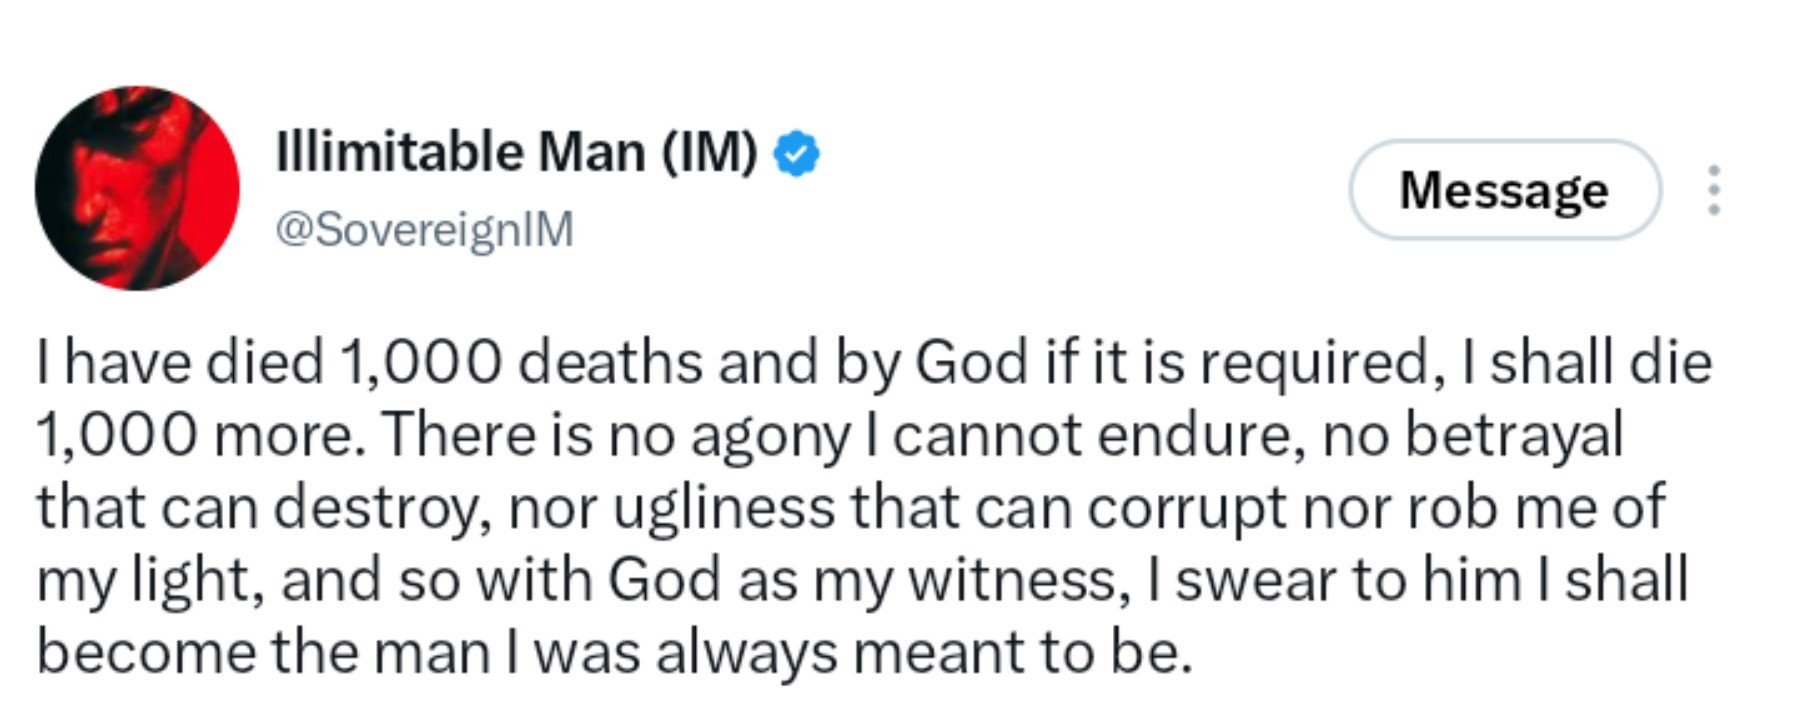 Illimitable Man (IM)
@SovereignIM
Message
I have died 1,000 deaths and by God if it is required, I shall die
1,000 more. There is no agony I cannot endure, no betrayal
that can destroy, nor ugliness that can corrupt nor rob me of
my light, and so with God as my witness, I swear to him I shall
become the man I was always meant to be.